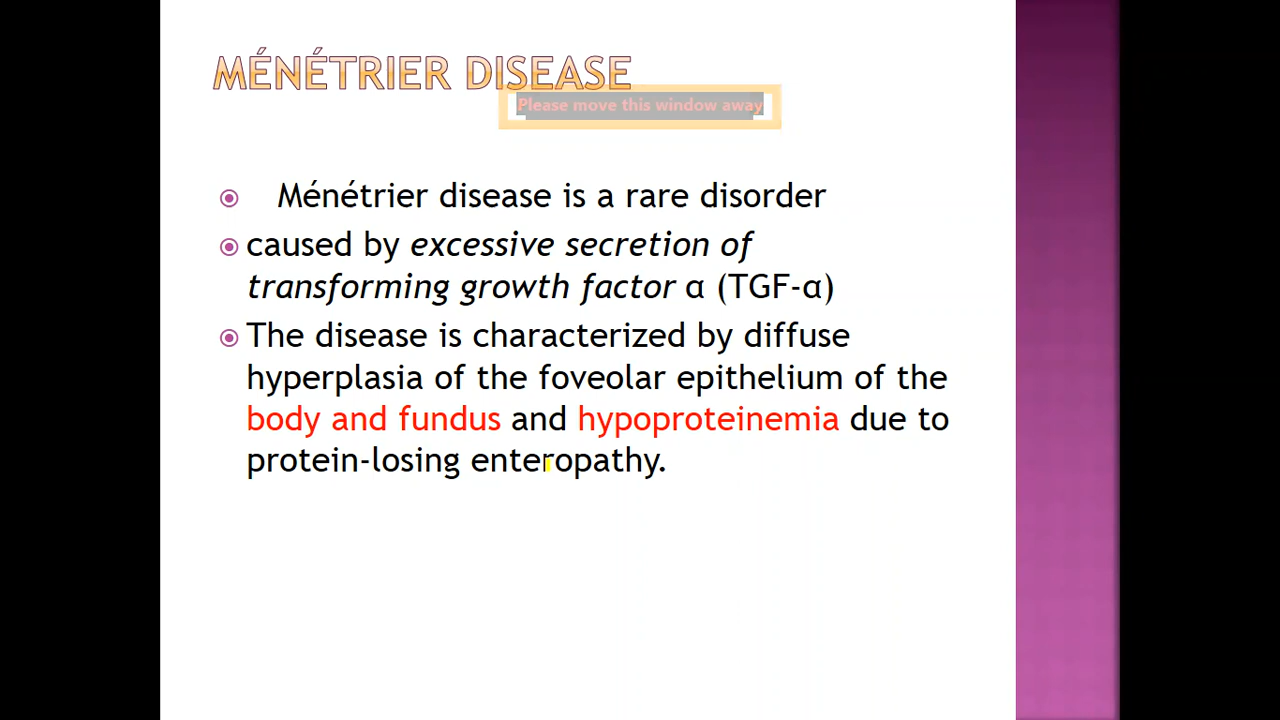 MÉNÉTRIER DISEASE
Please move this window away
Ménétrier disease is a rare disorder
caused by excessive secretion of
transforming growth factor α (TGF-α)
The disease is characterized by diffuse
hyperplasia of the foveolar epithelium of the
body and fundus and hypoproteinemia due to
protein-losing enteropathy.